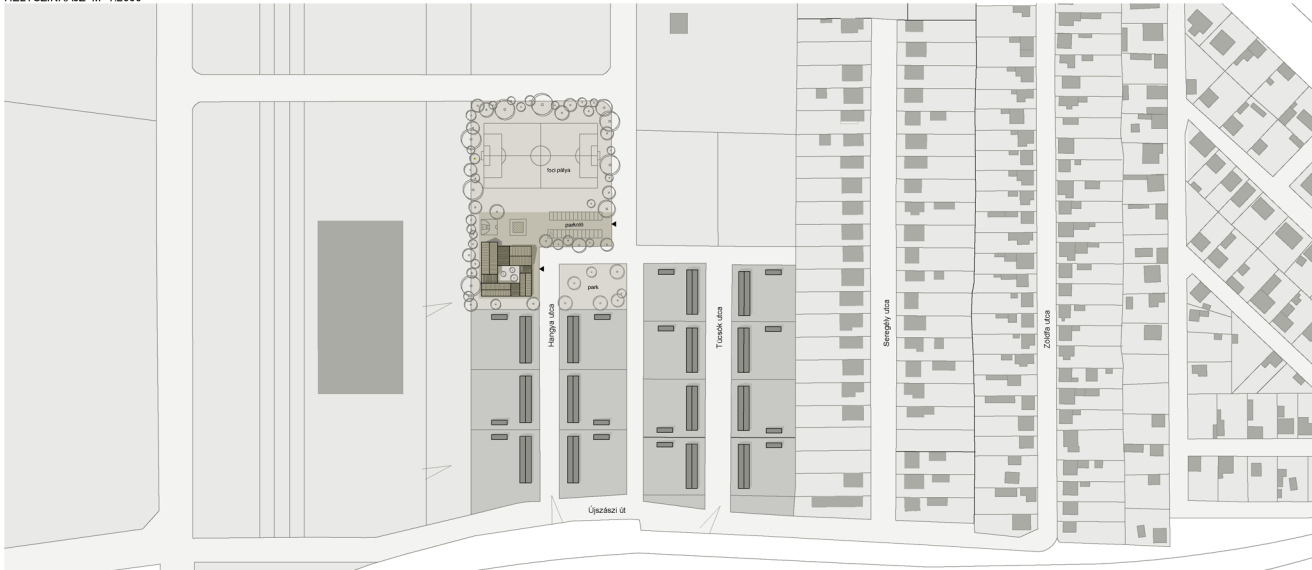 foci pálya
parkoló
park
Hangya utca
Tücsök utca
Seregély utca
Zöldfa utca
Újszászi út